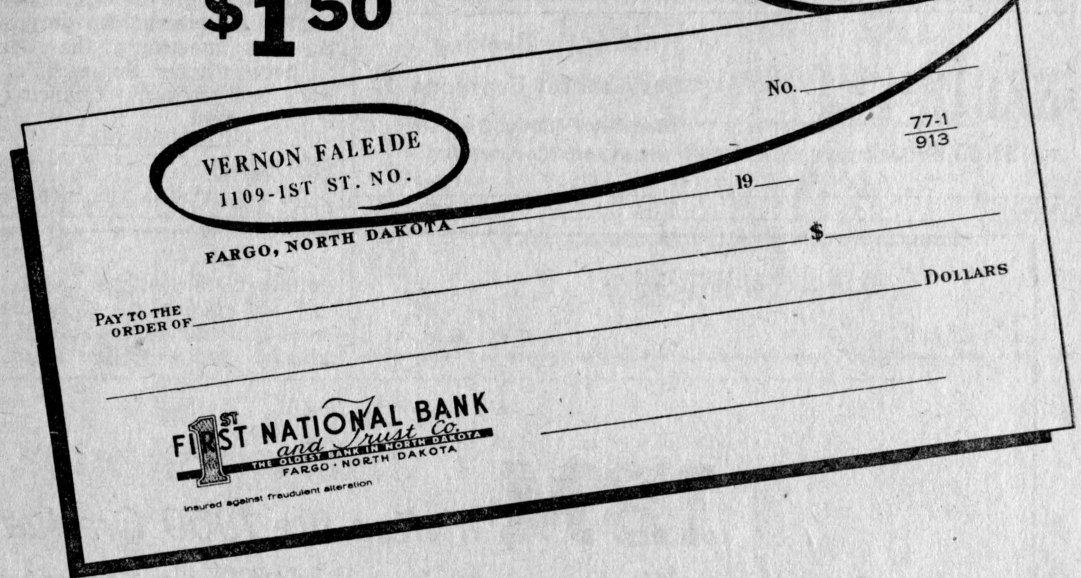 $1 50
No.
77-1
913
VERNON FALEIDE
1109-1ST ST. NO.
19
FARGO, NORTH DAKOTA
$
PAY TO THE
ORDER OF
DOLLARS
1ST
FIRST NATIONAL BANK
and Trust Co.
THE OLDEST BANK IN NORTH DAKOTA
FARGO · NORTH DAKOTA
Insured against fraudulent alteration